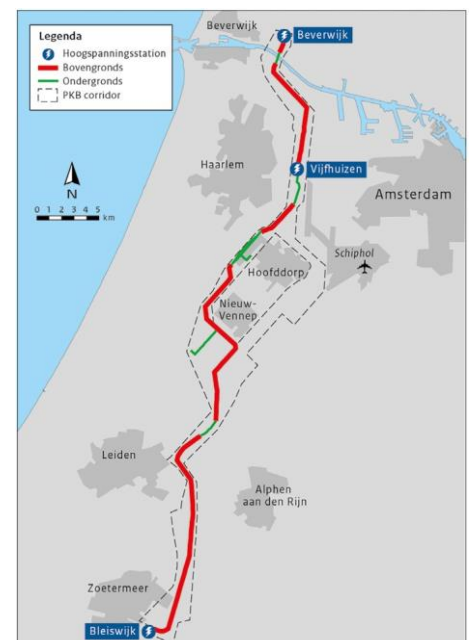 Legenda
Hoogspanningsstation
Bovengronds
Ondergronds
PKB corridor
Beverwijk
Beverwijk
N
0 1 2 3 4 5
km
Haarlem
Vijfhuizen
Amsterdam
Schiphol
Hoofddorp
Nieuw-
Vennep
Leiden
Alphen
aan den Rijn
Zoetermeer
Bleiswijk